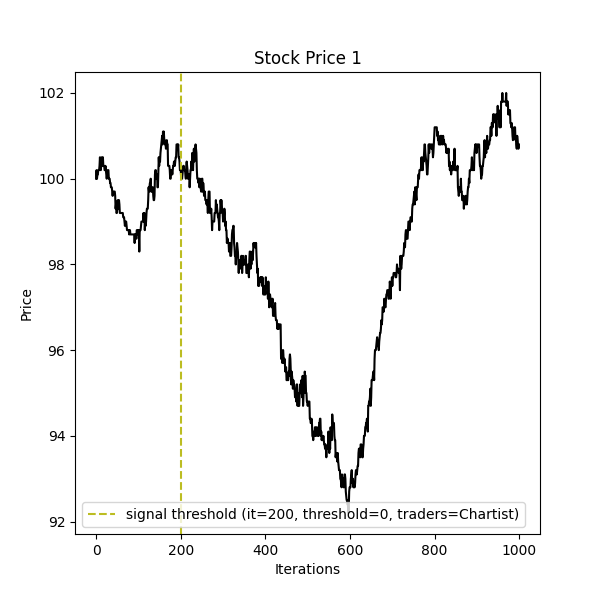 Stock Price 1
Price
102
100
98
96
94
92
signal threshold (it=200, threshold=0, traders=Chartist)
0 200 400 600 800 1000
Iterations